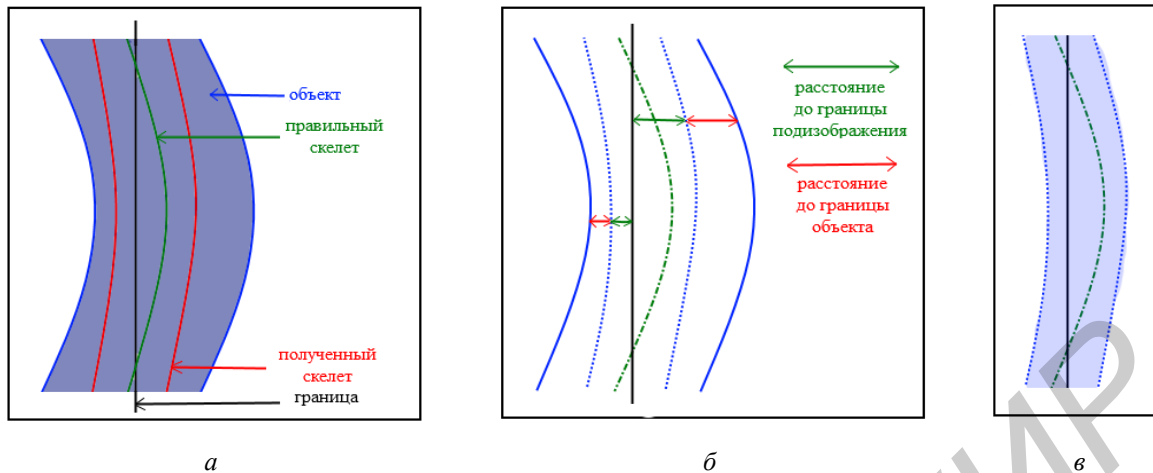 объект
правильный
скелет
полученный
скелет
граница
расстояние
до границы
подизображения
расстояние
до границы
объекта
а
б
в